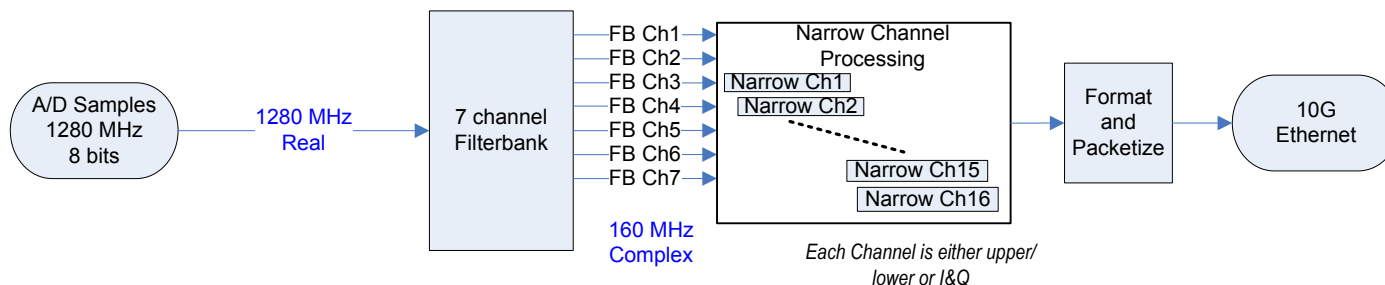 A/D Samples
1280 MHz
8 bits
1280 MHz
Real
7 channel
Filterbank
FB Ch1
FB Ch2
FB Ch3
FB Ch4
FB Ch5
FB Ch6
FB Ch7
160 MHz
Complex
Narrow Channel
Processing
Narrow Ch1
Narrow Ch2
Narrow Ch15
Narrow Ch16
Each Channel is either upper/
lower or I&Q
Format
and
Packetize
10G
Ethernet